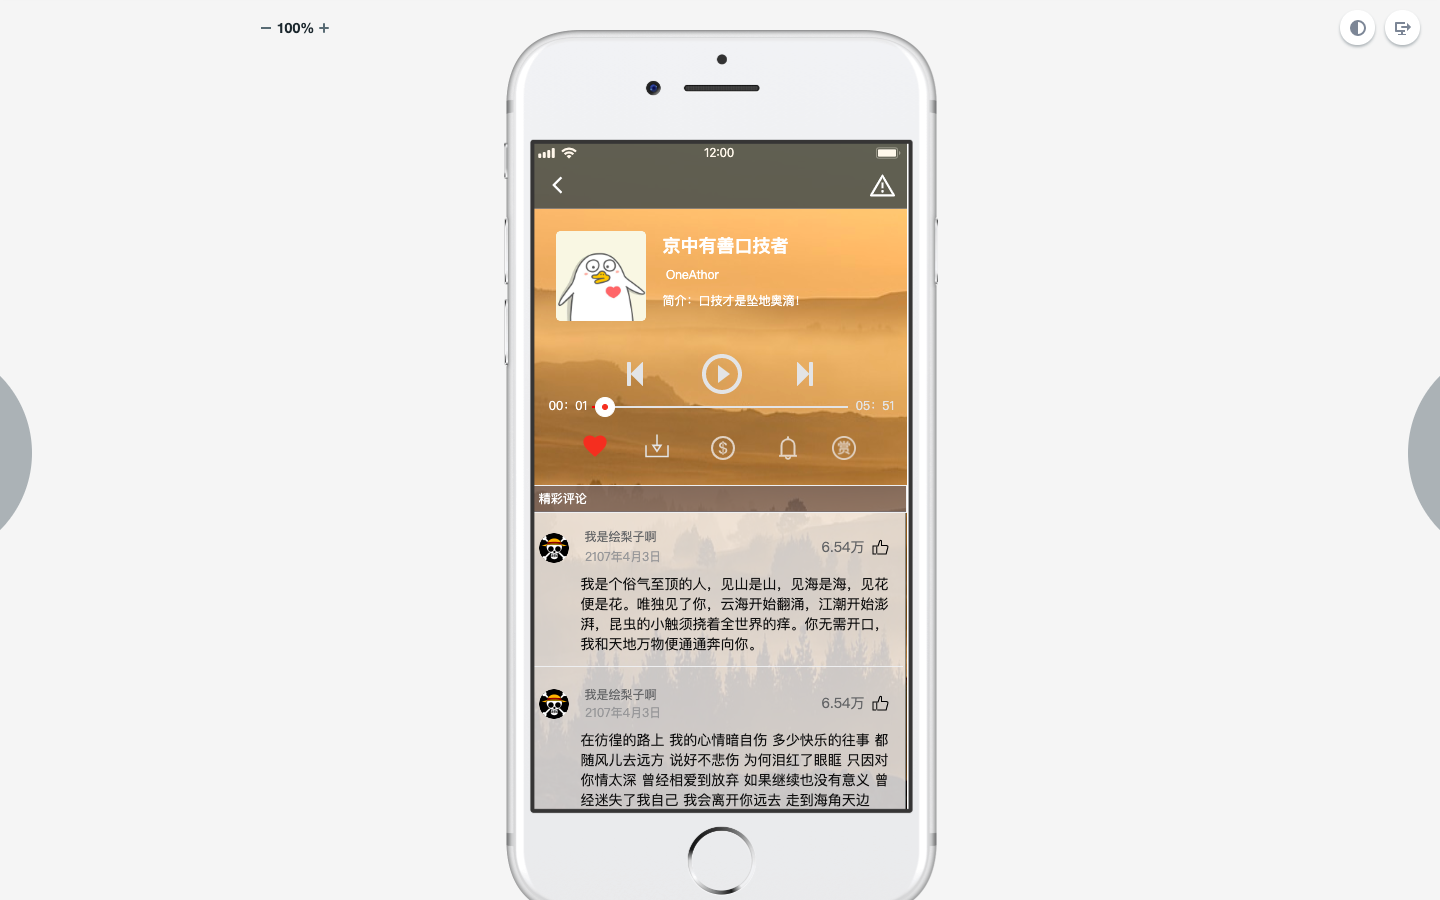 100%
12:00
京中有善口技者
OneAthor
简介：口技才是坠地奥滴！
00：01
05：51
$
赏
精彩评论
我是绘梨子啊
2107年4月3日
6.54万
我是个俗气至顶的人，见山是山，见海是海，见花
便是花。唯独见了你，云海开始翻涌，江潮开始澎
湃，昆虫的小触须挠着全世界的痒。你无需开口，
我和天地万物便通通奔向你。
我是绘梨子啊
2107年4月3日
6.54万
在彷徨的路上 我的心情暗自伤 多少快乐的往事 都
随风儿去远方 说好不悲伤 为何泪红了眼眶 只因对
你情太深 曾经相爱到放弃 如果继续也没有意义 曾
经迷失了我自己 我会离开你远去 走到海角天边